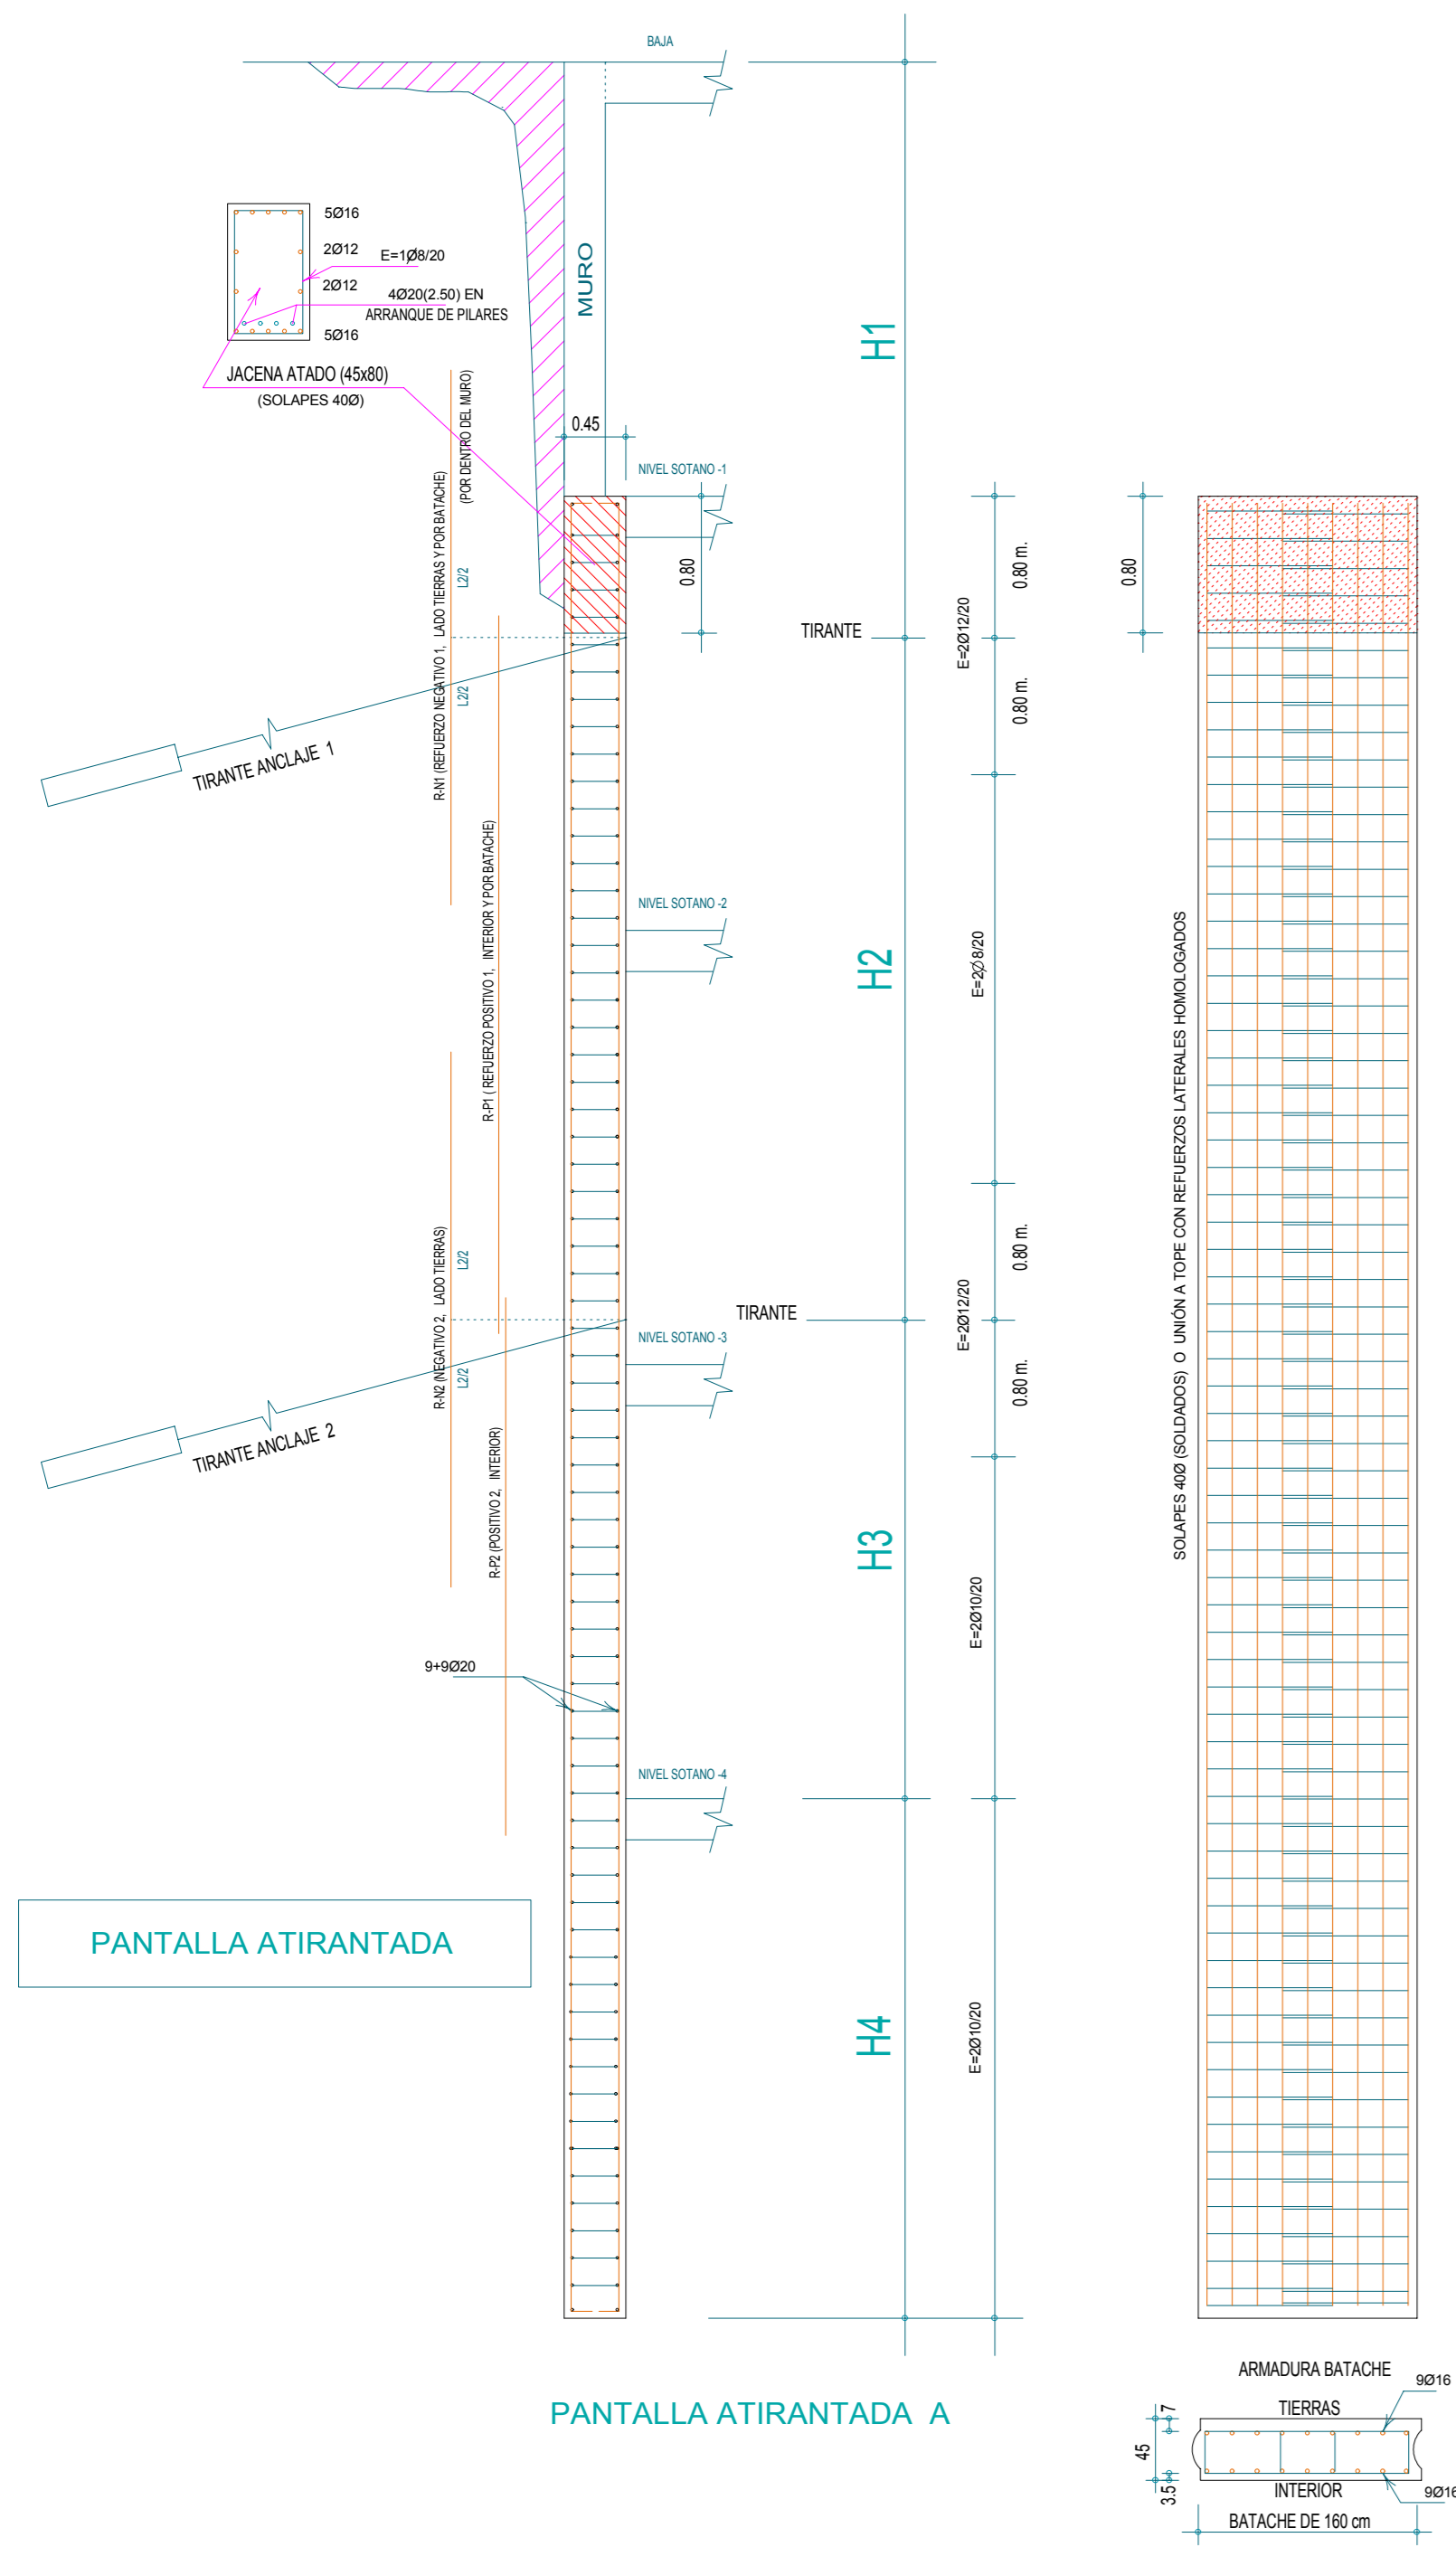 BAJA
5Ø16
2Ø12
E=1Ø8/20
2Ø12
4Ø20(2.50) EN
ARRANQUE DE PILARES
5Ø16
JACENA ATADO (45x80)
(SOLAPES 40Ø)
MURO
H1
0.45
NIVEL SOTANO -1
0.80
0.80 m.
0.80
E=2Ø12/20
TIRANTE
0.80 m.
R-N1 (REFUERZO NEGATIVO 1, LADO TIERRAS Y POR BATACHE)
(POR DENTRO DEL MURO)
L2/2
L2/2
TIRANTE ANCLAJE 1
R-P1 ( REFUERZO POSITIVO 1, INTERIOR Y POR BATACHE)
NIVEL SOTANO -2
H2
E=2Ø8/20
SOLAPES 40Ø (SOLDADOS) O UNIÓN A TOPE CON REFUERZOS LATERALES HOMOLOGADOS
R-N2 (NEGATIVO 2, LADO TIERRAS)
L2/2
L2/2
0.80 m.
E=2Ø12/20
TIRANTE
NIVEL SOTANO -3
0.80 m.
TIRANTE ANCLAJE 2
R-P2 (POSITIVO 2, INTERIOR)
H3
E=2Ø10/20
9+9Ø20
NIVEL SOTANO -4
PANTALLA ATIRANTADA
H4
E=2Ø10/20
PANTALLA ATIRANTADA A
ARMADURA BATACHE
9Ø16
TIERRAS
7
45
3.5
INTERIOR
9Ø16
BATACHE DE 160 cm